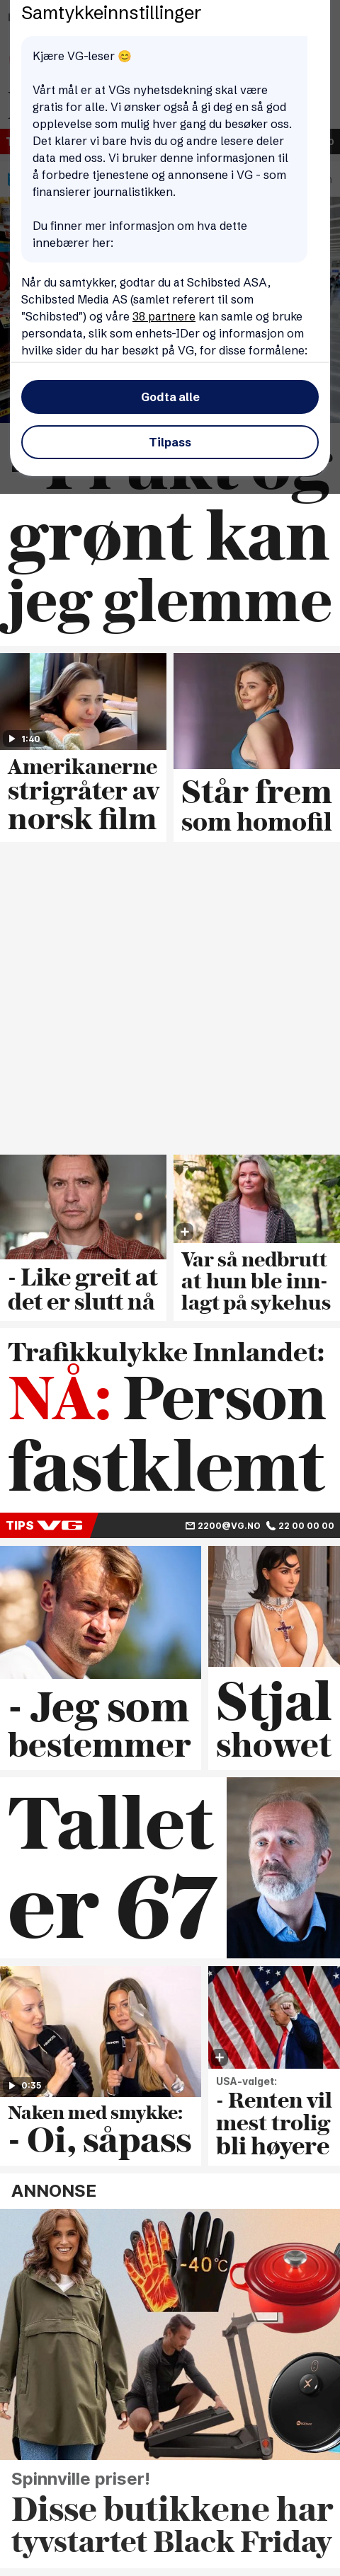 Samtykkeinnstillinger
Kjære VG-leser 😊
Vårt mål er at VGs nyhetsdekning skal være
gratis for alle. Vi ønsker også å gi deg en så god
opplevelse som mulig hver gang du besøker oss.
Det klarer vi bare hvis du og andre lesere deler
data med oss. Vi bruker denne informasjonen til
å forbedre tjenestene og annonsene i VG - som
finansierer journalistikken.
Du finner mer informasjon om hva dette
innebærer her:
Når du samtykker, godtar du at Schibsted ASA,
Schibsted Media AS (samlet referert til som
"Schibsted") og våre 38 partnere kan samle og bruke
persondata, slik som enhets-IDer og informasjon om
hvilke sider du har besøkt på VG, for disse formålene:
Godta alle
Tilpass
- Frukt og
grønt kan
jeg glemme
1:40
Amerikanerne
strigråter av
norsk film
Står frem
som homofil
- Like greit at
det er slutt nå
Var så nedbrutt
at hun ble inn-
lagt på sykehus
Trafikkulykke Innlandet:
NÅ: Person
fastklemt
TIPS VG 2200@VG.NO 22 00 00 00
- Jeg som
bestemmer
Stjal
showet
Tallet
er 67
0:35
Naken med smykke:
- Oi, såpass
USA-valget:
- Renten vil
mest trolig
bli høyere
ANNONSE
-40°C
Spinnville priser!
Disse butikkene har
tyvstartet Black Friday